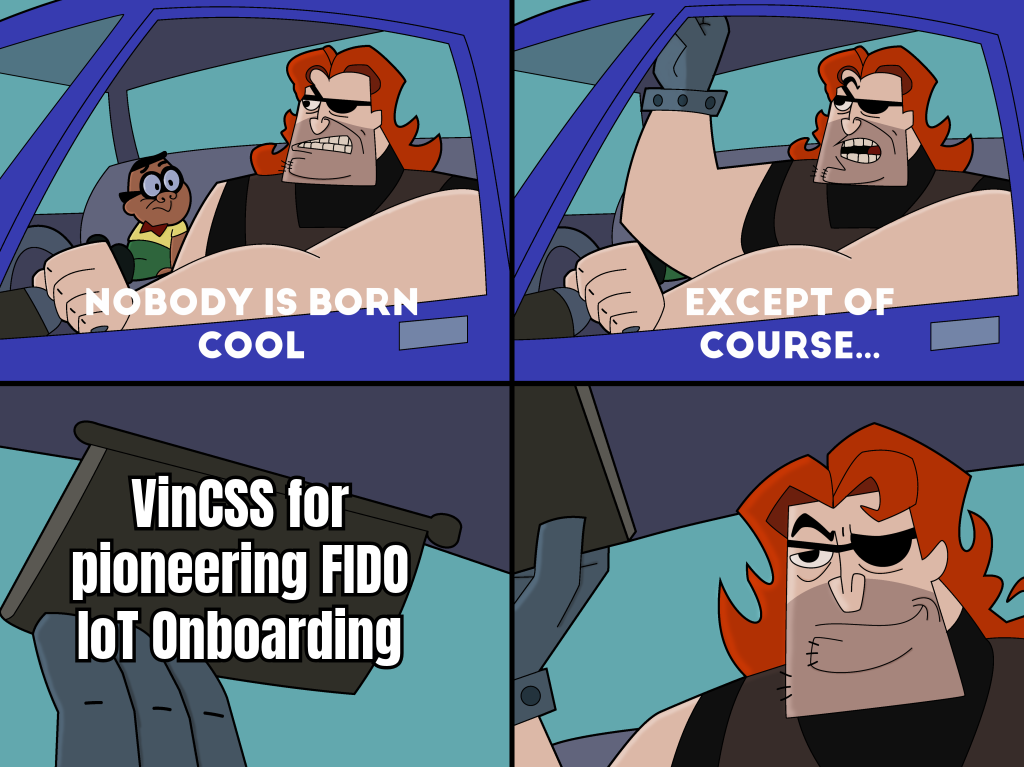 NOBODY IS BORN
COOL
EXCEPT OF
COURSE...
VinCSS for
pioneering FIDO
IoT Onboarding